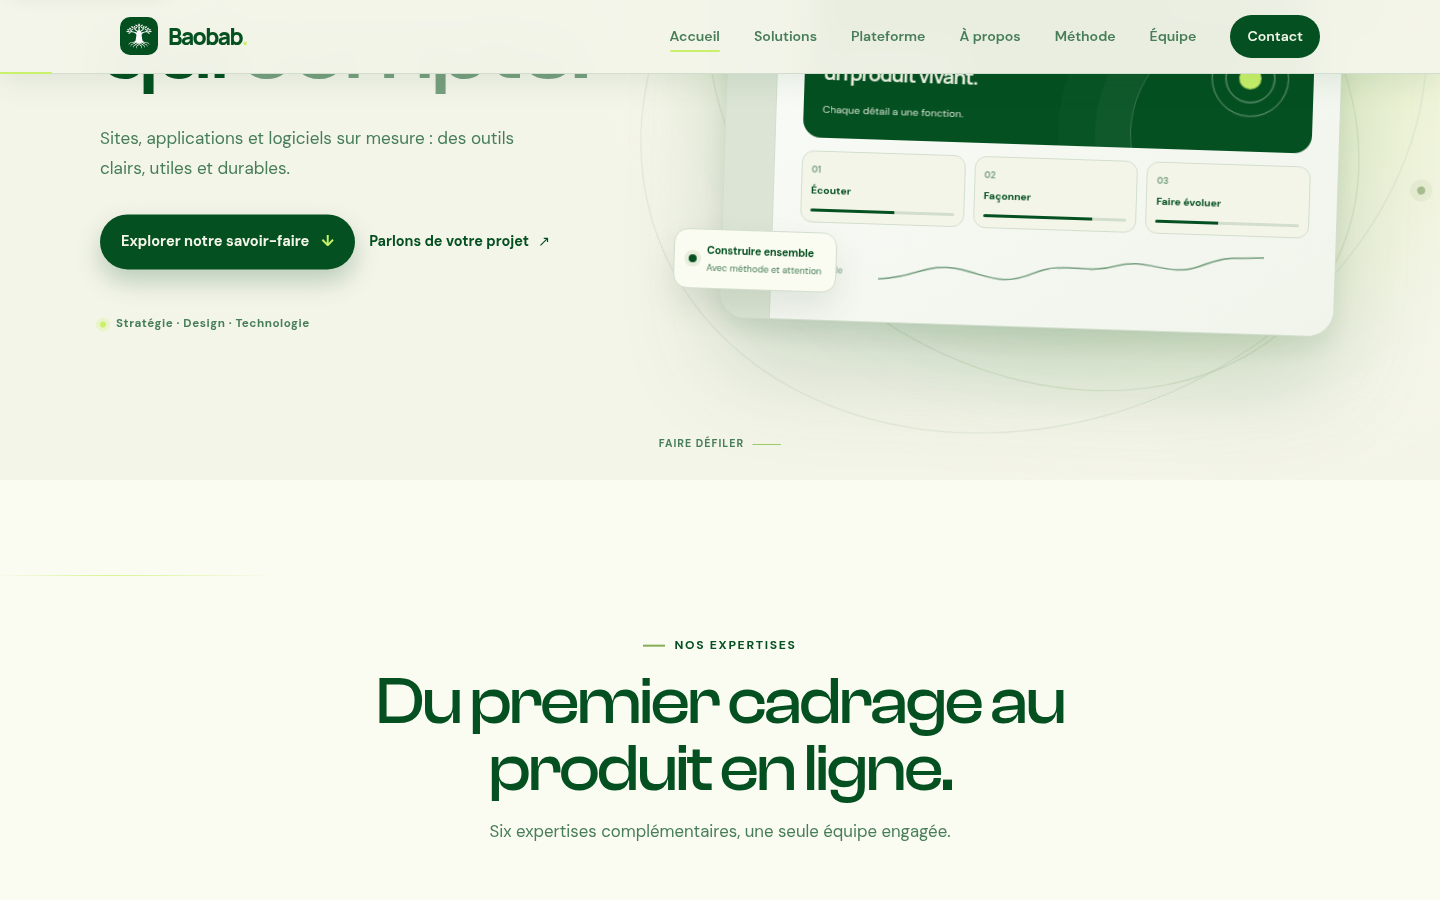 Baobab.
Accueil
Solutions
Plateforme
À propos
Méthode
Équipe
Contact
qui compter
Sites, applications et logiciels sur mesure : des outils
clairs, utiles et durables.
Explorer notre savoir-faire ↓
Parlons de votre projet ↗
Stratégie · Design · Technologie
un produit vivant.
Chaque détail a une fonction.
01
Écouter
02
Façonner
03
Faire évoluer
Construire ensemble
Avec méthode et attention
FAIRE DÉFILER
NOS EXPERTISES
Du premier cadrage au
produit en ligne.
Six expertises complémentaires, une seule équipe engagée.